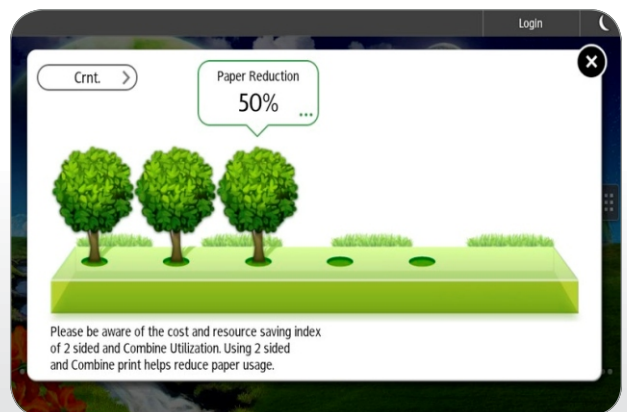 Login
Crnt.
Paper Reduction
50%
Please be aware of the cost and resource saving index
of 2 sided and Combine Utilization. Using 2 sided
and Combine print helps reduce paper usage.